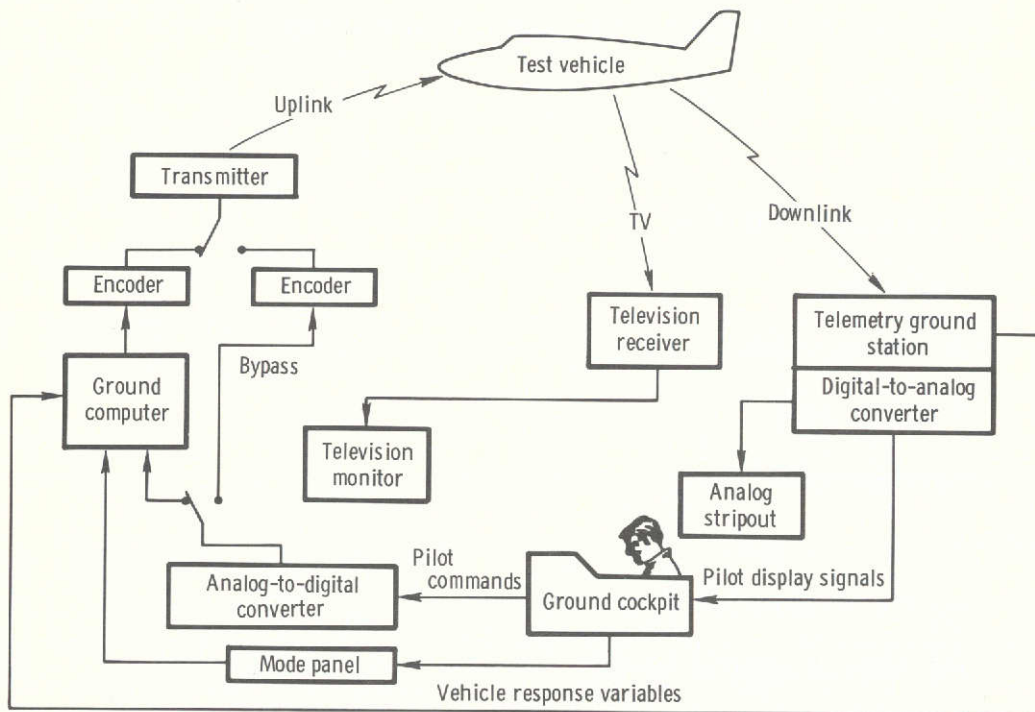 Test vehicle
Uplink
Transmitter
TV
Downlink
Encoder
Encoder
Television
receiver
Telemetry ground
station
Bypass
Ground
computer
Digital-to-analog
converter
Television
monitor
Analog
stripout
Pilot
commands
Analog-to-digital
converter
Ground cockpit
Pilot display signals
Mode panel
Vehicle response variables